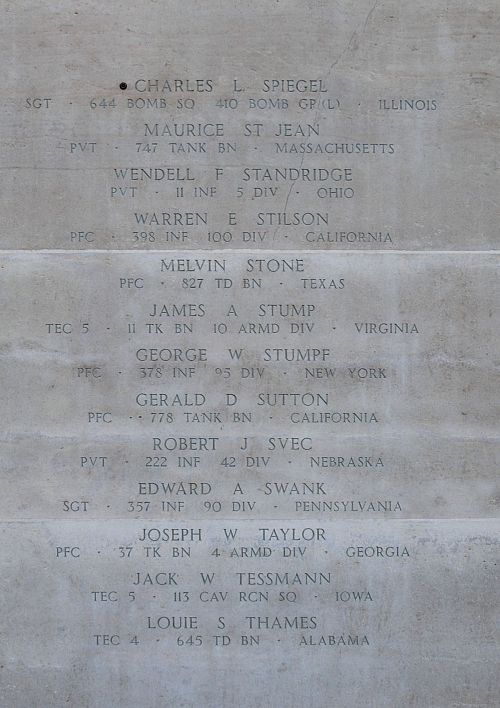 CHARLES L SPIEGEL
SGT · 644 BOMB SQ 410 BOMB GP (L) · ILLINOIS
MAURICE ST JEAN
PVT · 747 TANK BN · MASSACHUSETTS
WENDELL F STANDRIDGE
PVT · 11 INF 5 DIV · OHIO
WARREN E STILSON
PFC · 398 INF 100 DIV · CALIFORNIA
MELVIN STONE
PFC · 827 TD BN · TEXAS
JAMES A STUMP
TEC 5 · 11 TK BN 10 ARMD DIV · VIRGINIA
GEORGE W STUMPF
PFC · 378 INF 95 DIV · NEW YORK
GERALD D SUTTON
PFC · 778 TANK BN · CALIFORNIA
ROBERT J SVEC
PVT · 222 INF 42 DIV · NEBRASKA
EDWARD A SWANK
SGT · 357 INF 90 DIV · PENNSYLVANIA
JOSEPH W TAYLOR
PFC · 37 TK BN 4 ARMD DIV · GEORGIA
JACK W TESSMANN
TEC 5 · 113 CAV RCN SQ · IOWA
LOUIE S THAMES
TEC 4 · 645 TD BN · ALABAMA